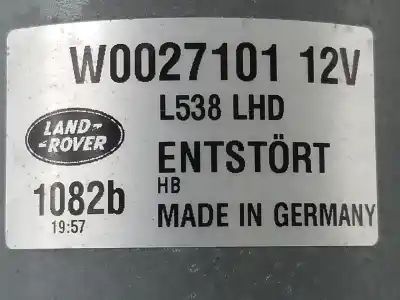 W0027101 12V
L538 LHD
LAND-
-ROVER
ENTSTÖRT
HB
1082b
MADE IN GERMANY
19:57